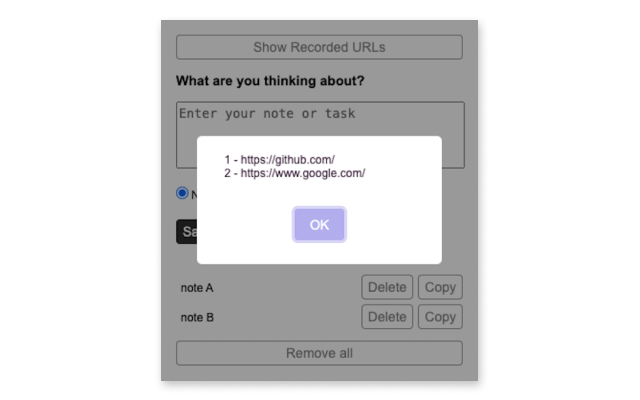 Show Recorded URLs
What are you thinking about?
Enter your note or task
1 - https://github.com/
2 - https://www.google.com/
OK
note A Delete Copy
note B Delete Copy
Remove all